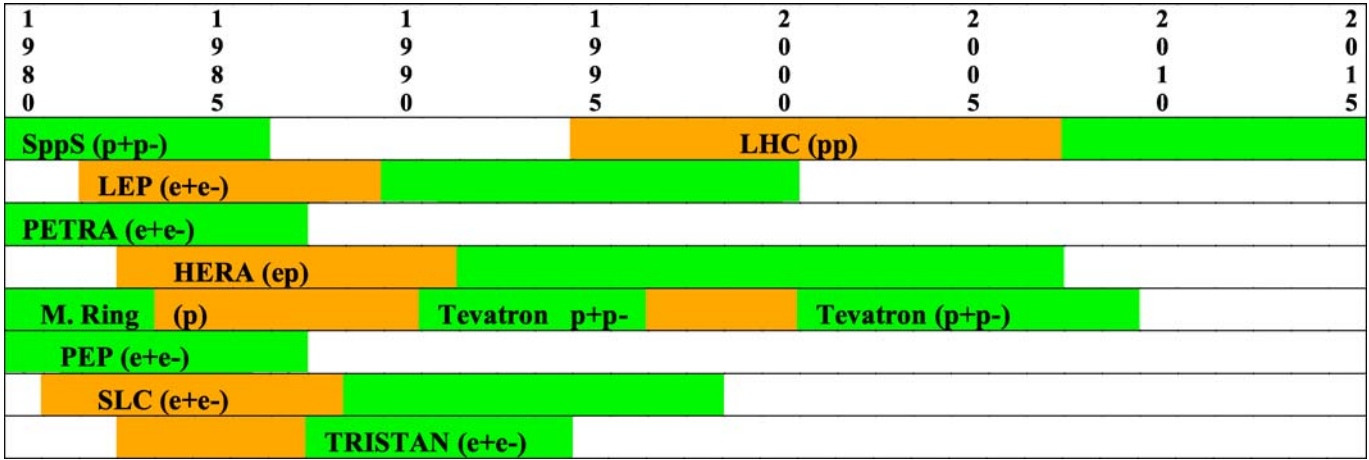 1980 1985 1990 1995 2000 2005 2010 2015
SppS (p+p-) LHC (pp)
LEP (e+e-)
PETRA (e+e-)
HERA (ep)
M. Ring (p) Tevatron p+p- Tevatron (p+p-)
PEP (e+e-)
SLC (e+e-)
TRISTAN (e+e-)